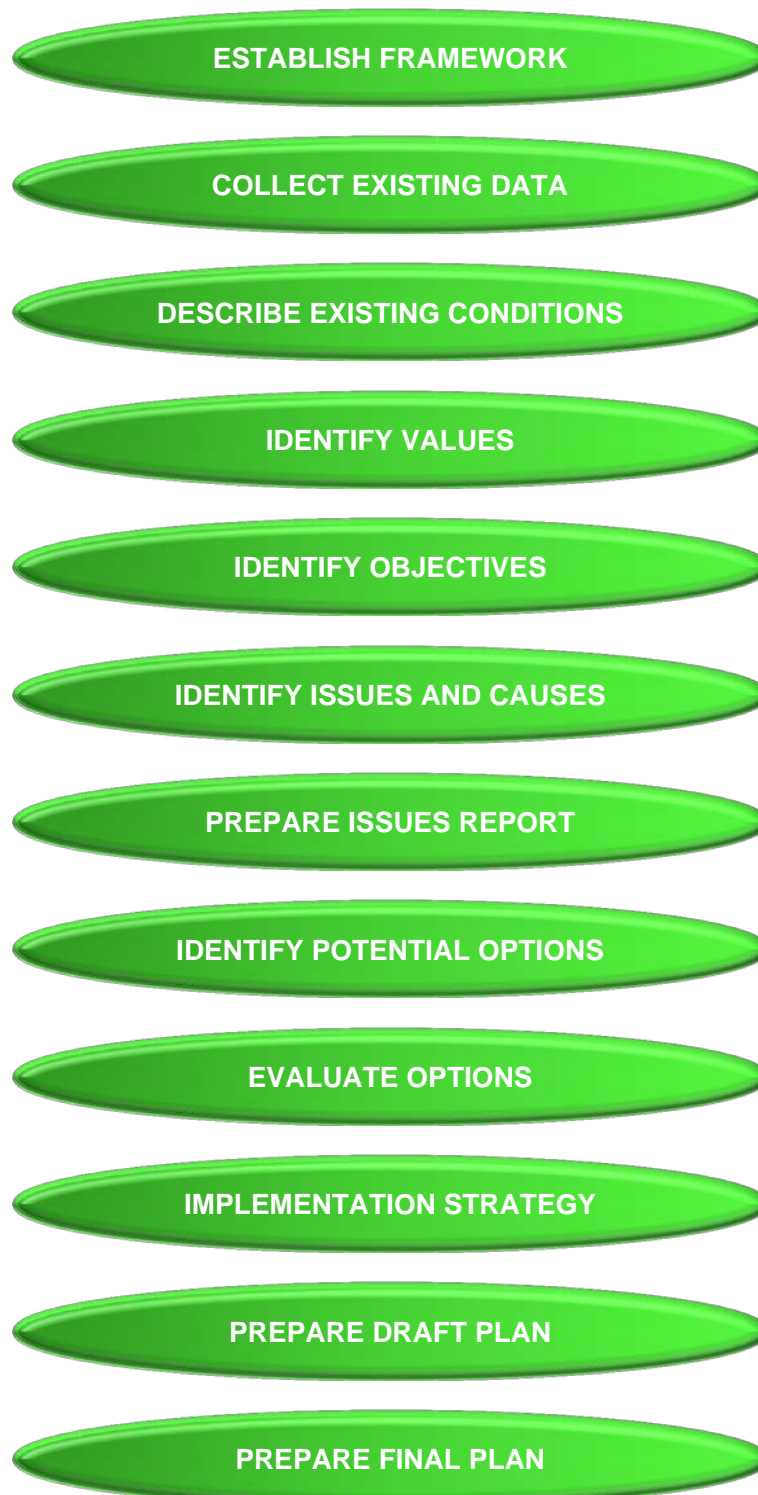 ESTABLISH FRAMEWORK
COLLECT EXISTING DATA
DESCRIBE EXISTING CONDITIONS
IDENTIFY VALUES
IDENTIFY OBJECTIVES
IDENTIFY ISSUES AND CAUSES
PREPARE ISSUES REPORT
IDENTIFY POTENTIAL OPTIONS
EVALUATE OPTIONS
IMPLEMENTATION STRATEGY
PREPARE DRAFT PLAN
PREPARE FINAL PLAN